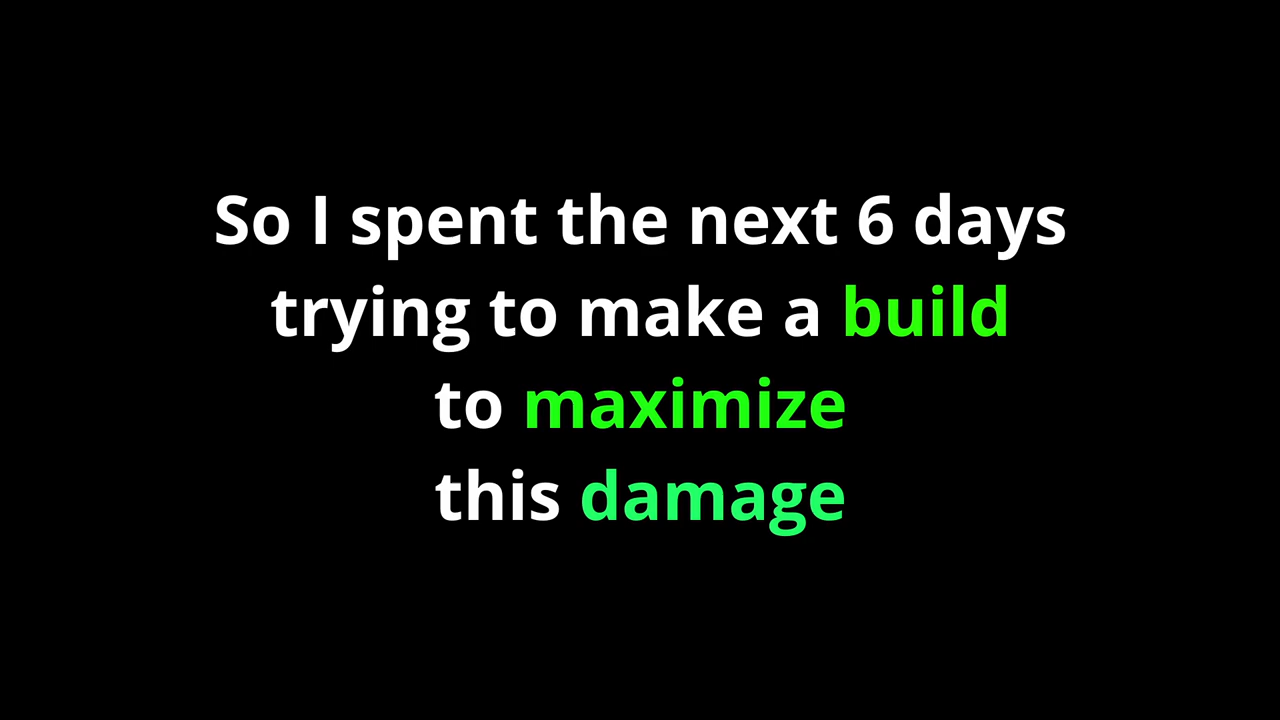 So I spent the next 6 days
trying to make a build
to maximize
this damage